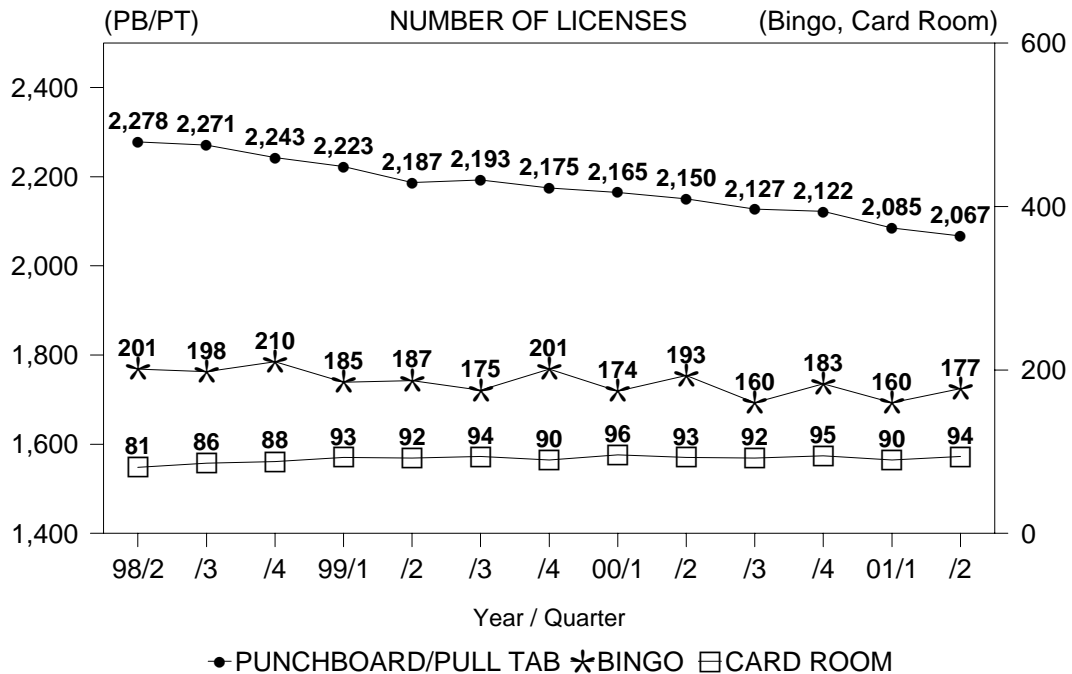 (PB/PT) NUMBER OF LICENSES (Bingo, Card Room)
600
2,400
2,278 2,271 2,243 2,223 2,187 2,193 2,175 2,165 2,150 2,127 2,122 2,085 2,067
2,200
400
2,000
201 198 210 185 187 175 201 174 193 160 183 160 177
1,800
200
81 86 88 93 92 94 90 96 93 92 95 90 94
1,600
1,400
0
98/2 /3 /4 99/1 /2 /3 /4 00/1 /2 /3 /4 01/1 /2
Year / Quarter
PUNCHBOARD/PULL TAB BINGO CARD ROOM